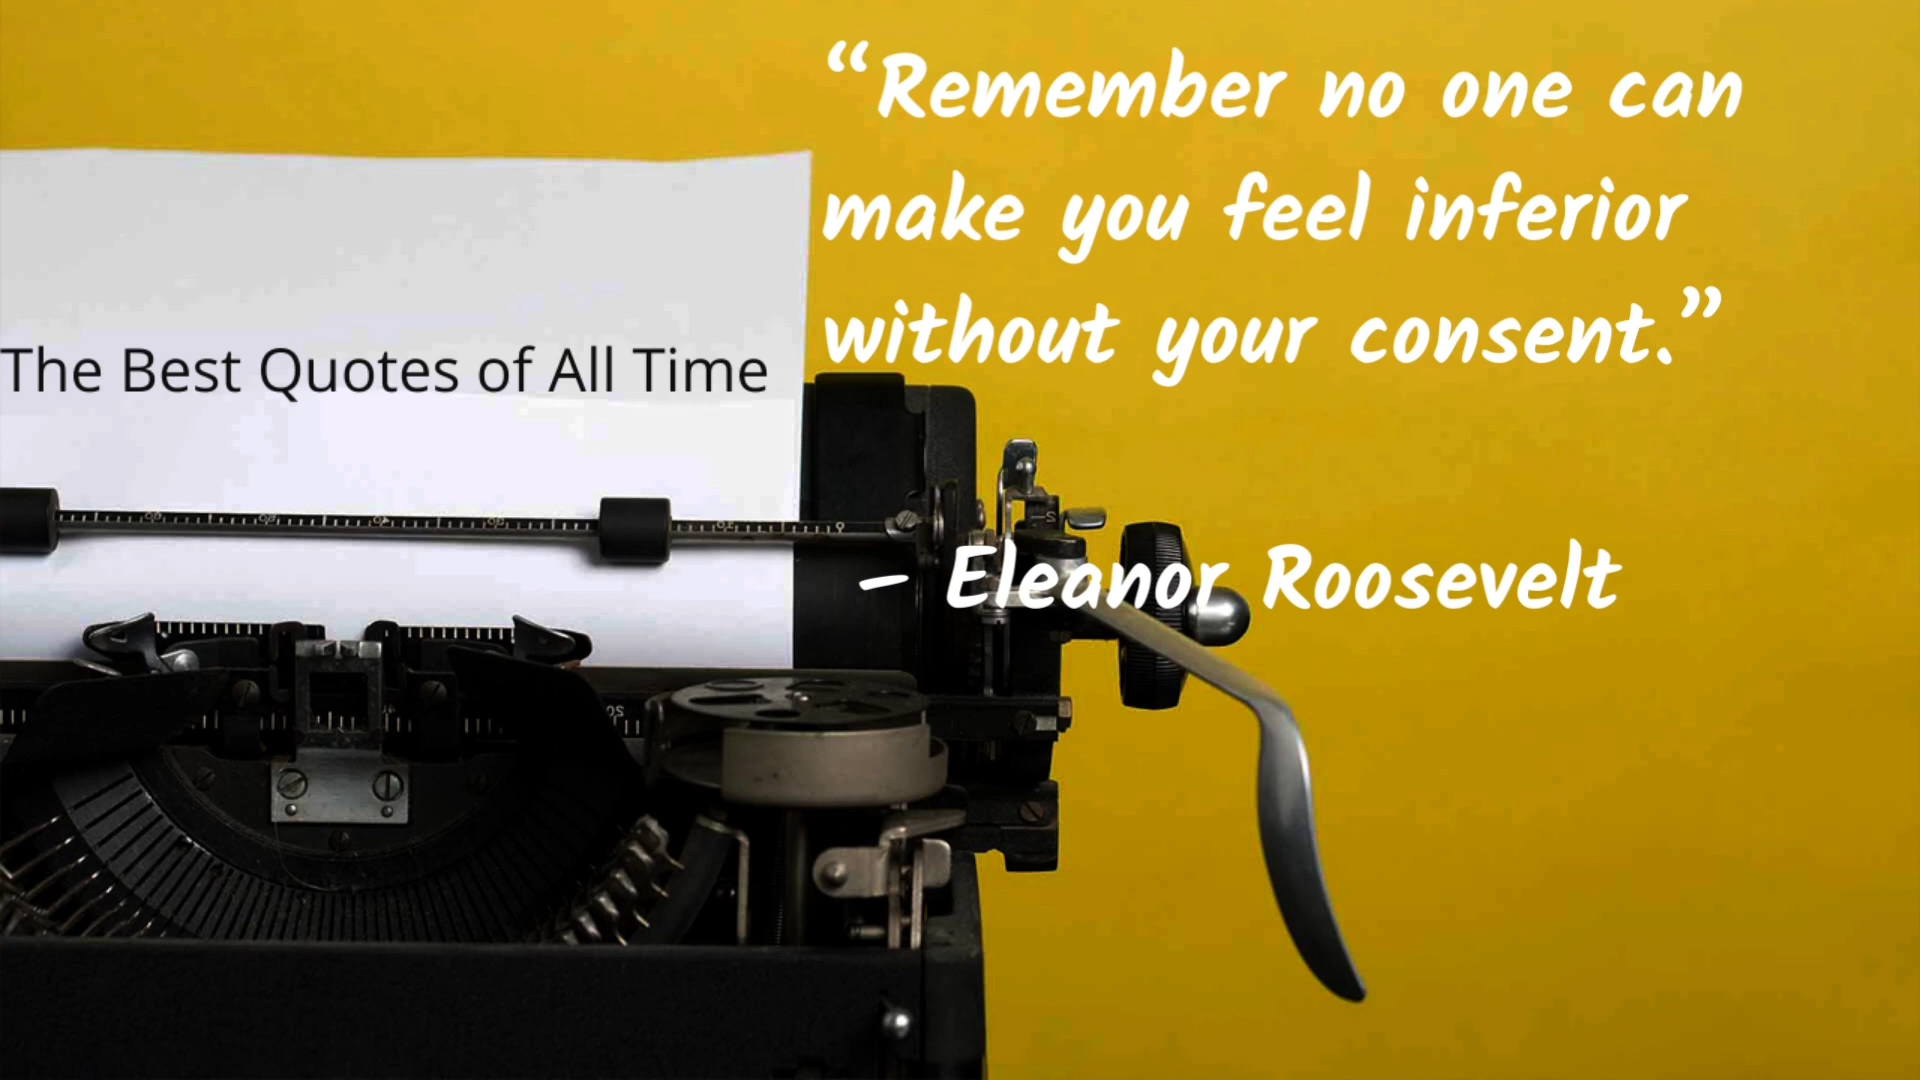 “Remember no one can
make you feel inferior
without your consent.”
The Best Quotes of All Time
– Eleanor Roosevelt